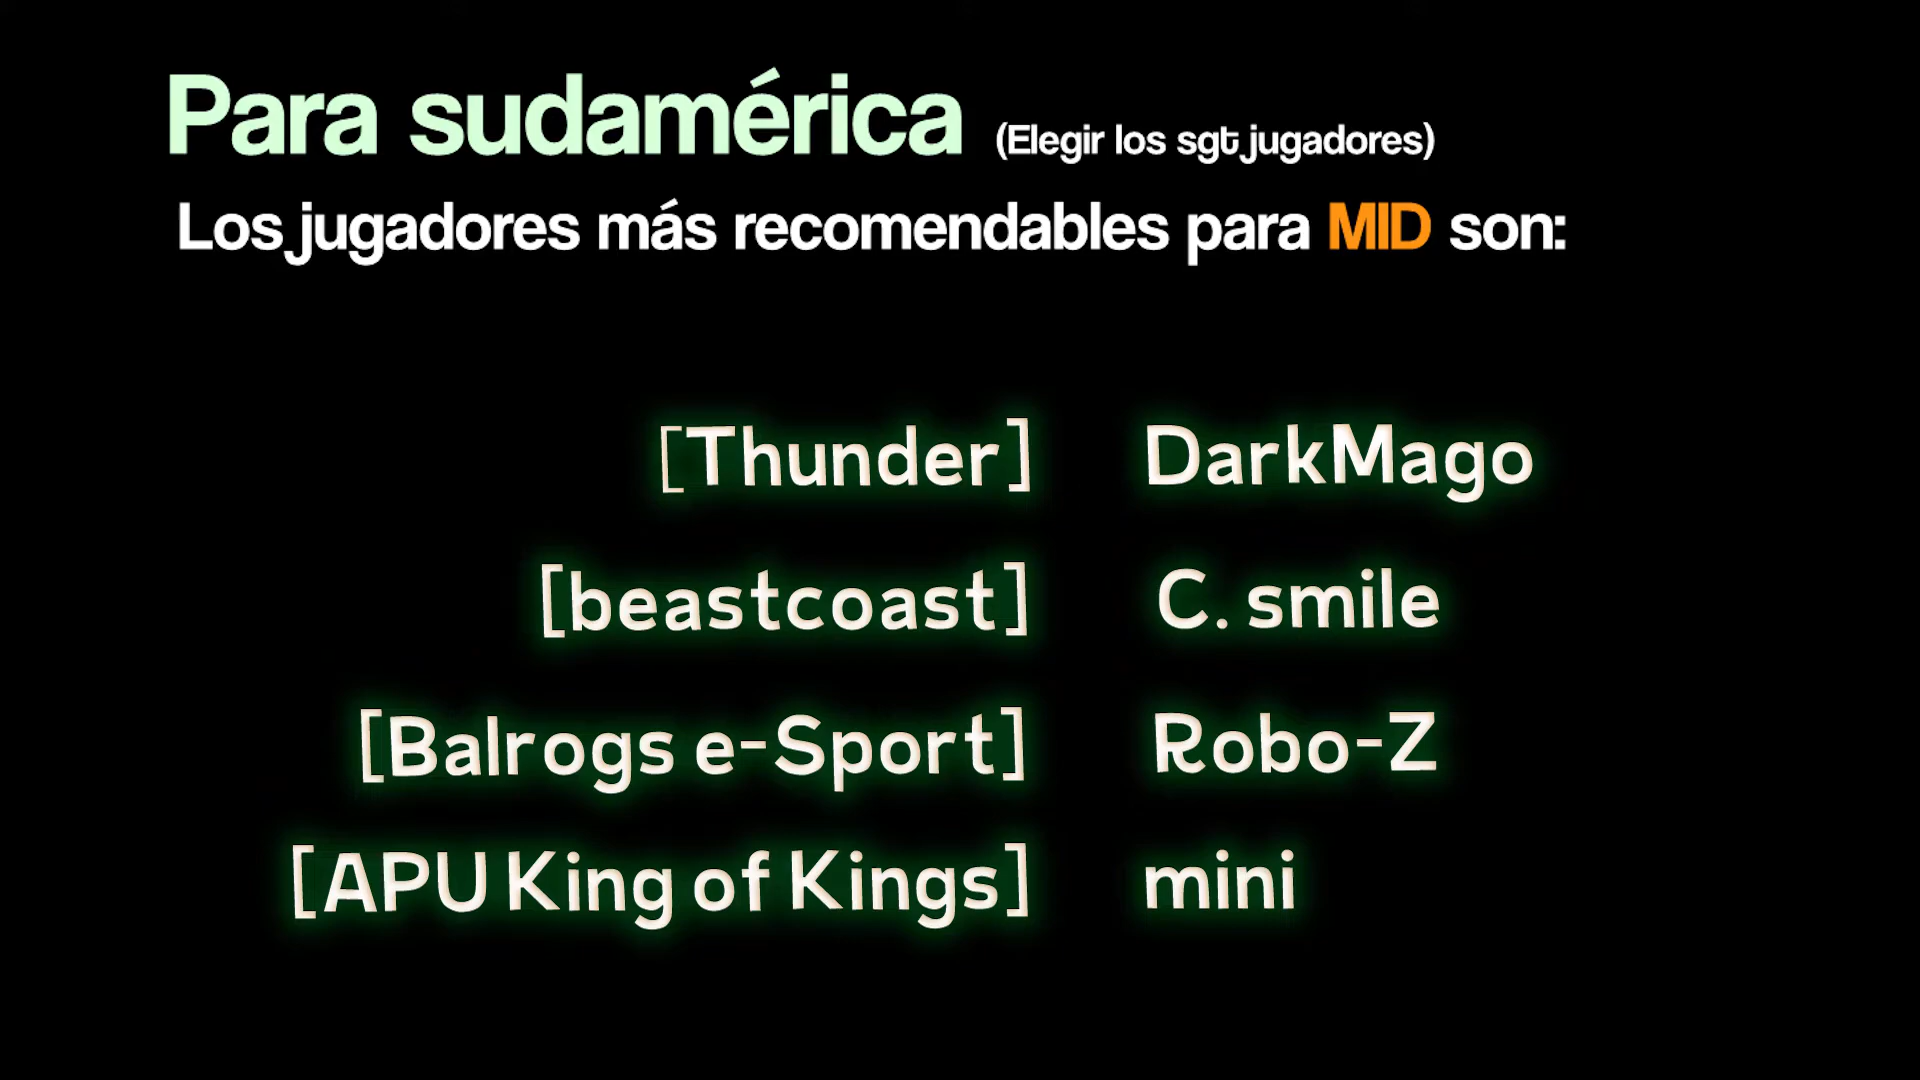 Para sudamérica (Elegir los sgt jugadores)
Los jugadores más recomendables para MID son:
[Thunder] DarkMago
[beastcoast] C. smile
[Balrogs e-Sport] Robo-Z
[APU King of Kings] mini